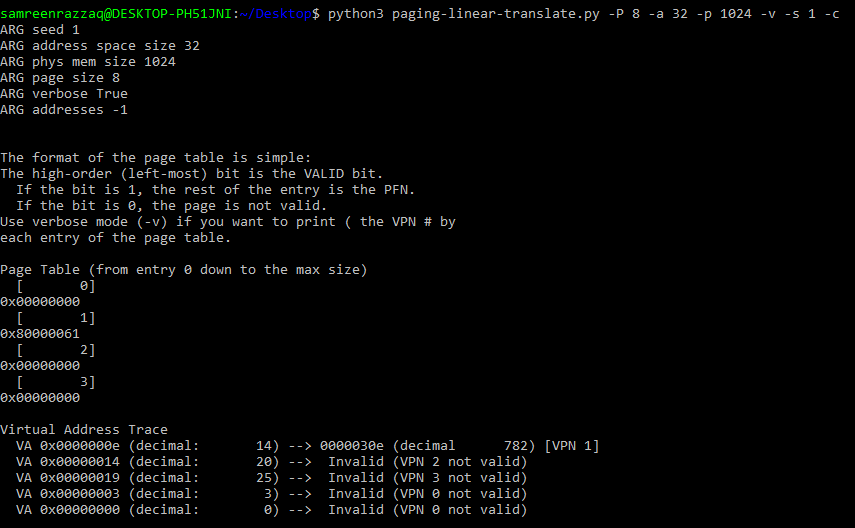 samreenrazzaq@DESKTOP-PH51JNI:~/Desktop$ python3 paging-linear-translate.py -P 8 -a 32 -p 1024 -v -s 1 -c
ARG seed 1
ARG address space size 32
ARG phys mem size 1024
ARG page size 8
ARG verbose True
ARG addresses -1
The format of the page table is simple:
The high-order (left-most) bit is the VALID bit.
  If the bit is 1, the rest of the entry is the PFN.
  If the bit is 0, the page is not valid.
Use verbose mode (-v) if you want to print ( the VPN # by
each entry of the page table.
Page Table (from entry 0 down to the max size)
  [       0]
0x00000000
  [       1]
0x80000061
  [       2]
0x00000000
  [       3]
0x00000000
Virtual Address Trace
  VA 0x0000000e (decimal:       14) --> 0000030e (decimal      782) [VPN 1]
  VA 0x00000014 (decimal:       20) -->  Invalid (VPN 2 not valid)
  VA 0x00000019 (decimal:       25) -->  Invalid (VPN 3 not valid)
  VA 0x00000003 (decimal:        3) -->  Invalid (VPN 0 not valid)
  VA 0x00000000 (decimal:        0) -->  Invalid (VPN 0 not valid)